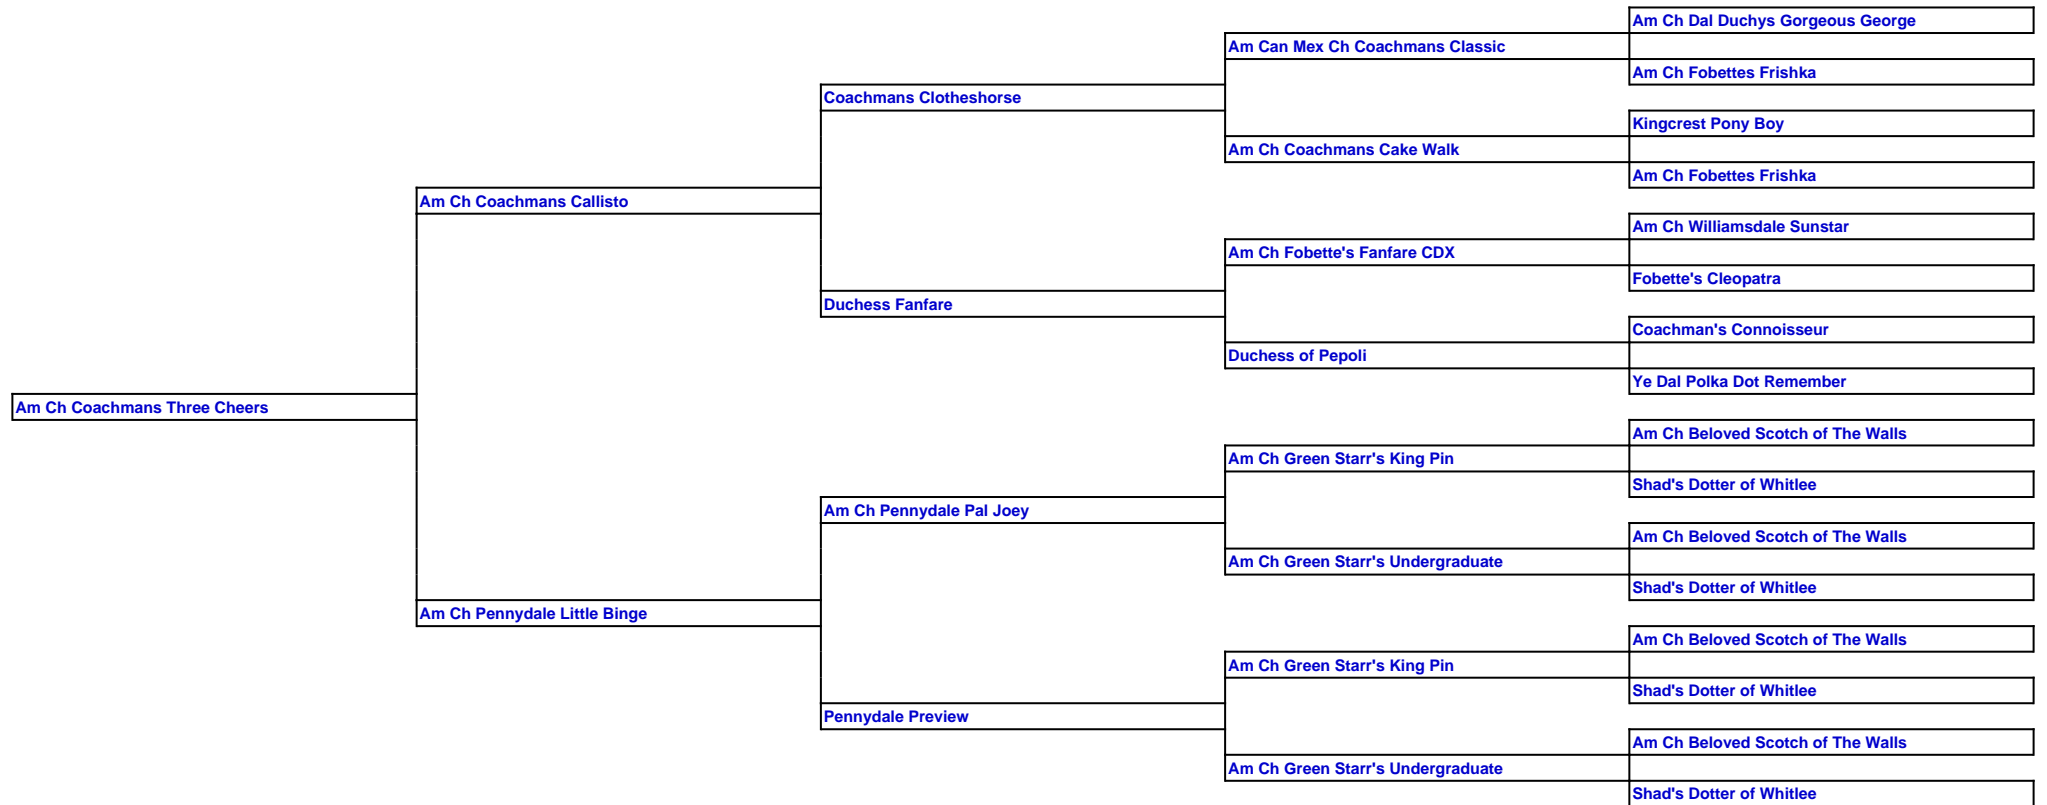 Am Ch Dal Duchys Gorgeous George
Am Can Mex Ch Coachmans Classic
Am Ch Fobettes Frishka
Coachmans Clotheshorse
Kingcrest Pony Boy
Am Ch Coachmans Cake Walk
Am Ch Fobettes Frishka
Am Ch Coachmans Callisto
Am Ch Williamsdale Sunstar
Am Ch Fobette's Fanfare CDX
Fobette's Cleopatra
Duchess Fanfare
Coachman's Connoisseur
Duchess of Pepoli
Ye Dal Polka Dot Remember
Am Ch Coachmans Three Cheers
Am Ch Beloved Scotch of The Walls
Am Ch Green Starr's King Pin
Shad's Dotter of Whitlee
Am Ch Pennydale Pal Joey
Am Ch Beloved Scotch of The Walls
Am Ch Green Starr's Undergraduate
Shad's Dotter of Whitlee
Am Ch Pennydale Little Binge
Am Ch Beloved Scotch of The Walls
Am Ch Green Starr's King Pin
Shad's Dotter of Whitlee
Pennydale Preview
Am Ch Beloved Scotch of The Walls
Am Ch Green Starr's Undergraduate
Shad's Dotter of Whitlee